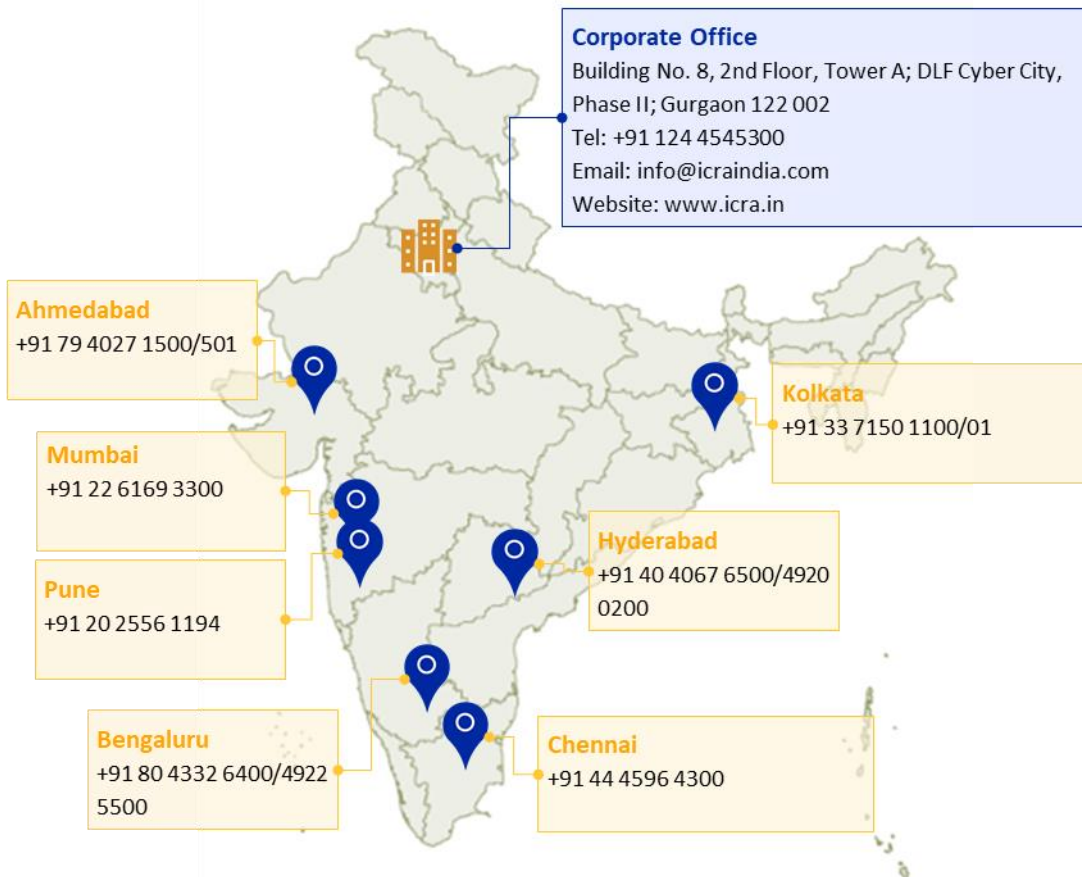 Corporate Office
Building No. 8, 2nd Floor, Tower A; DLF Cyber City,
Phase II; Gurgaon 122 002
Tel: +91 124 4545300
Email: info@icraindia.com
Website: www.icra.in
Ahmedabad
+91 79 4027 1500/501
Kolkata
+91 33 7150 1100/01
Mumbai
+91 22 6169 3300
Hyderabad
+91 40 4067 6500/4920
0200
Pune
+91 20 2556 1194
Bengaluru
+91 80 4332 6400/4922
5500
Chennai
+91 44 4596 4300